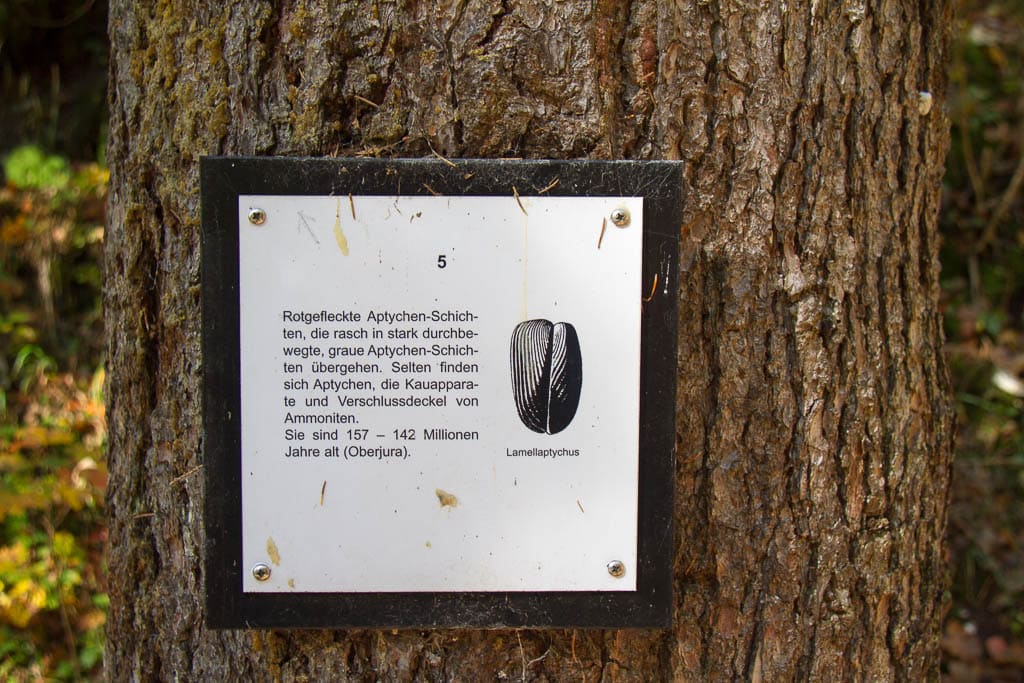 5
Rotgefleckte Aptychen-Schich-
ten, die rasch in stark durchbe-
wegte, graue Aptychen-Schich-
ten übergehen. Selten finden
sich Aptychen, die Kauappara-
te und Verschlussdeckel von
Ammoniten.
Sie sind 157 – 142 Millionen
Jahre alt (Oberjura).
Lamellaptychus